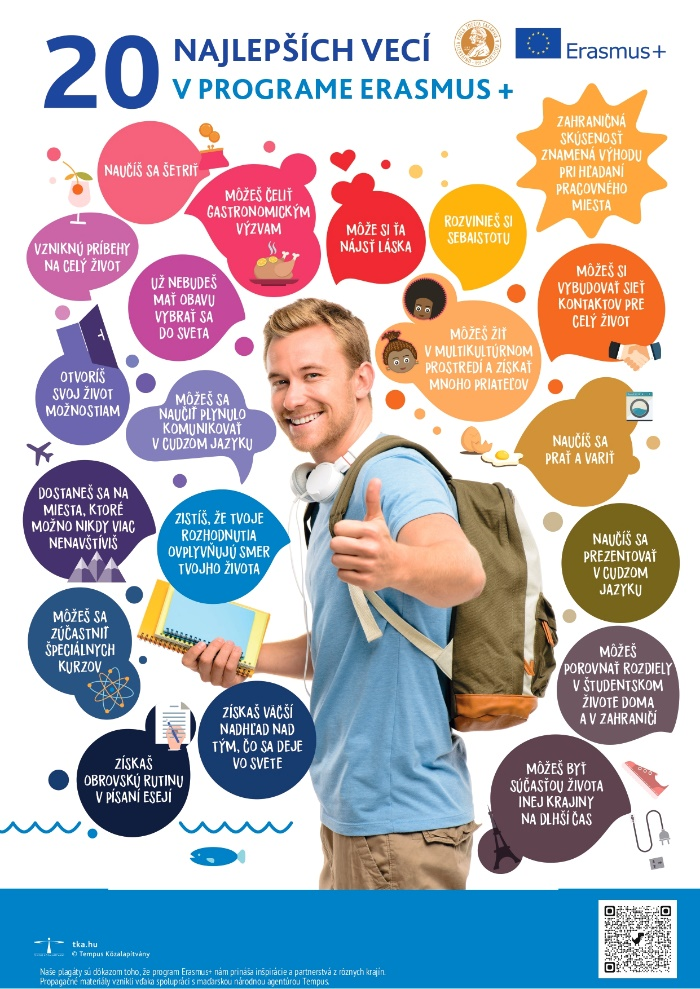 20 NAJLEPŠÍCH VECÍ
V PROGRAME ERASMUS +
Erasmus+
ZAHRANIČNÁ
SKÚSENOSŤ
ZNAMENÁ VÝHODU
PRI HĽADANÍ
PRACOVNÉHO
MIESTA
NAUČÍŠ SA ŠETRIŤ
MÔŽEŠ ČELIŤ
GASTRONOMICKÝM
VÝZVAM
MÔŽE SI ŤA
NÁJSŤ LÁSKA
ROZVINIEŠ SI
SEBAISTOTU
VZNIKNÚ PRÍBEHY
NA CELÝ ŽIVOT
UŽ NEBUDEŠ
MAŤ OBAVU
VYBRAŤ SA
DO SVETA
MÔŽEŠ SI
VYBUDOVAŤ SIEŤ
KONTAKTOV PRE
CELÝ ŽIVOT
MÔŽEŠ ŽIŤ
V MULTIKULTÚRNOM
PROSTREDÍ A ZÍSKAŤ
MNOHO PRIATEĽOV
OTVORÍŠ
SVOJ ŽIVOT
MOŽNOSTIAM
MÔŽEŠ SA
NAUČIŤ PLYNULO
KOMUNIKOVAŤ
V CUDZOM JAZYKU
NAUČÍŠ SA
PRAŤ A VARIŤ
DOSTANEŠ SA NA
MIESTA, KTORÉ
MOŽNO NIKDY VIAC
NENAVŠTÍVIŠ
ZISTÍŠ, ŽE TVOJE
ROZHODNUTIA
OVPLYVŇUJÚ SMER
TVOJHO ŽIVOTA
NAUČÍŠ SA
PREZENTOVAŤ
V CUDZOM
JAZYKU
MÔŽEŠ SA
ZÚČASTNIŤ
ŠPECIÁLNYCH
KURZOV
MÔŽEŠ
POROVNAŤ ROZDIELY
V ŠTUDENTSKOM
ŽIVOTE DOMA
A V ZAHRANIČÍ
ZÍSKAŠ VÄČŠÍ
NADHĽAD NAD
TÝM, ČO SA DEJE
VO SVETE
ZÍSKAŠ
OBROVSKÚ RUTINU
V PÍSANÍ ESEJÍ
MÔŽEŠ BYŤ
SÚČASŤOU ŽIVOTA
INEJ KRAJINY
NA DLHŠÍ ČAS
tka.hu
© Tempus Közalapítvány
Naše plagáty sú dôkazom toho, že program Erasmus+ nám prináša inšpirácie a partnerstvá z rôznych krajín.
Propagačné materiály vznikli vďaka spolupráci s maďarskou národnou agentúrou Tempus.